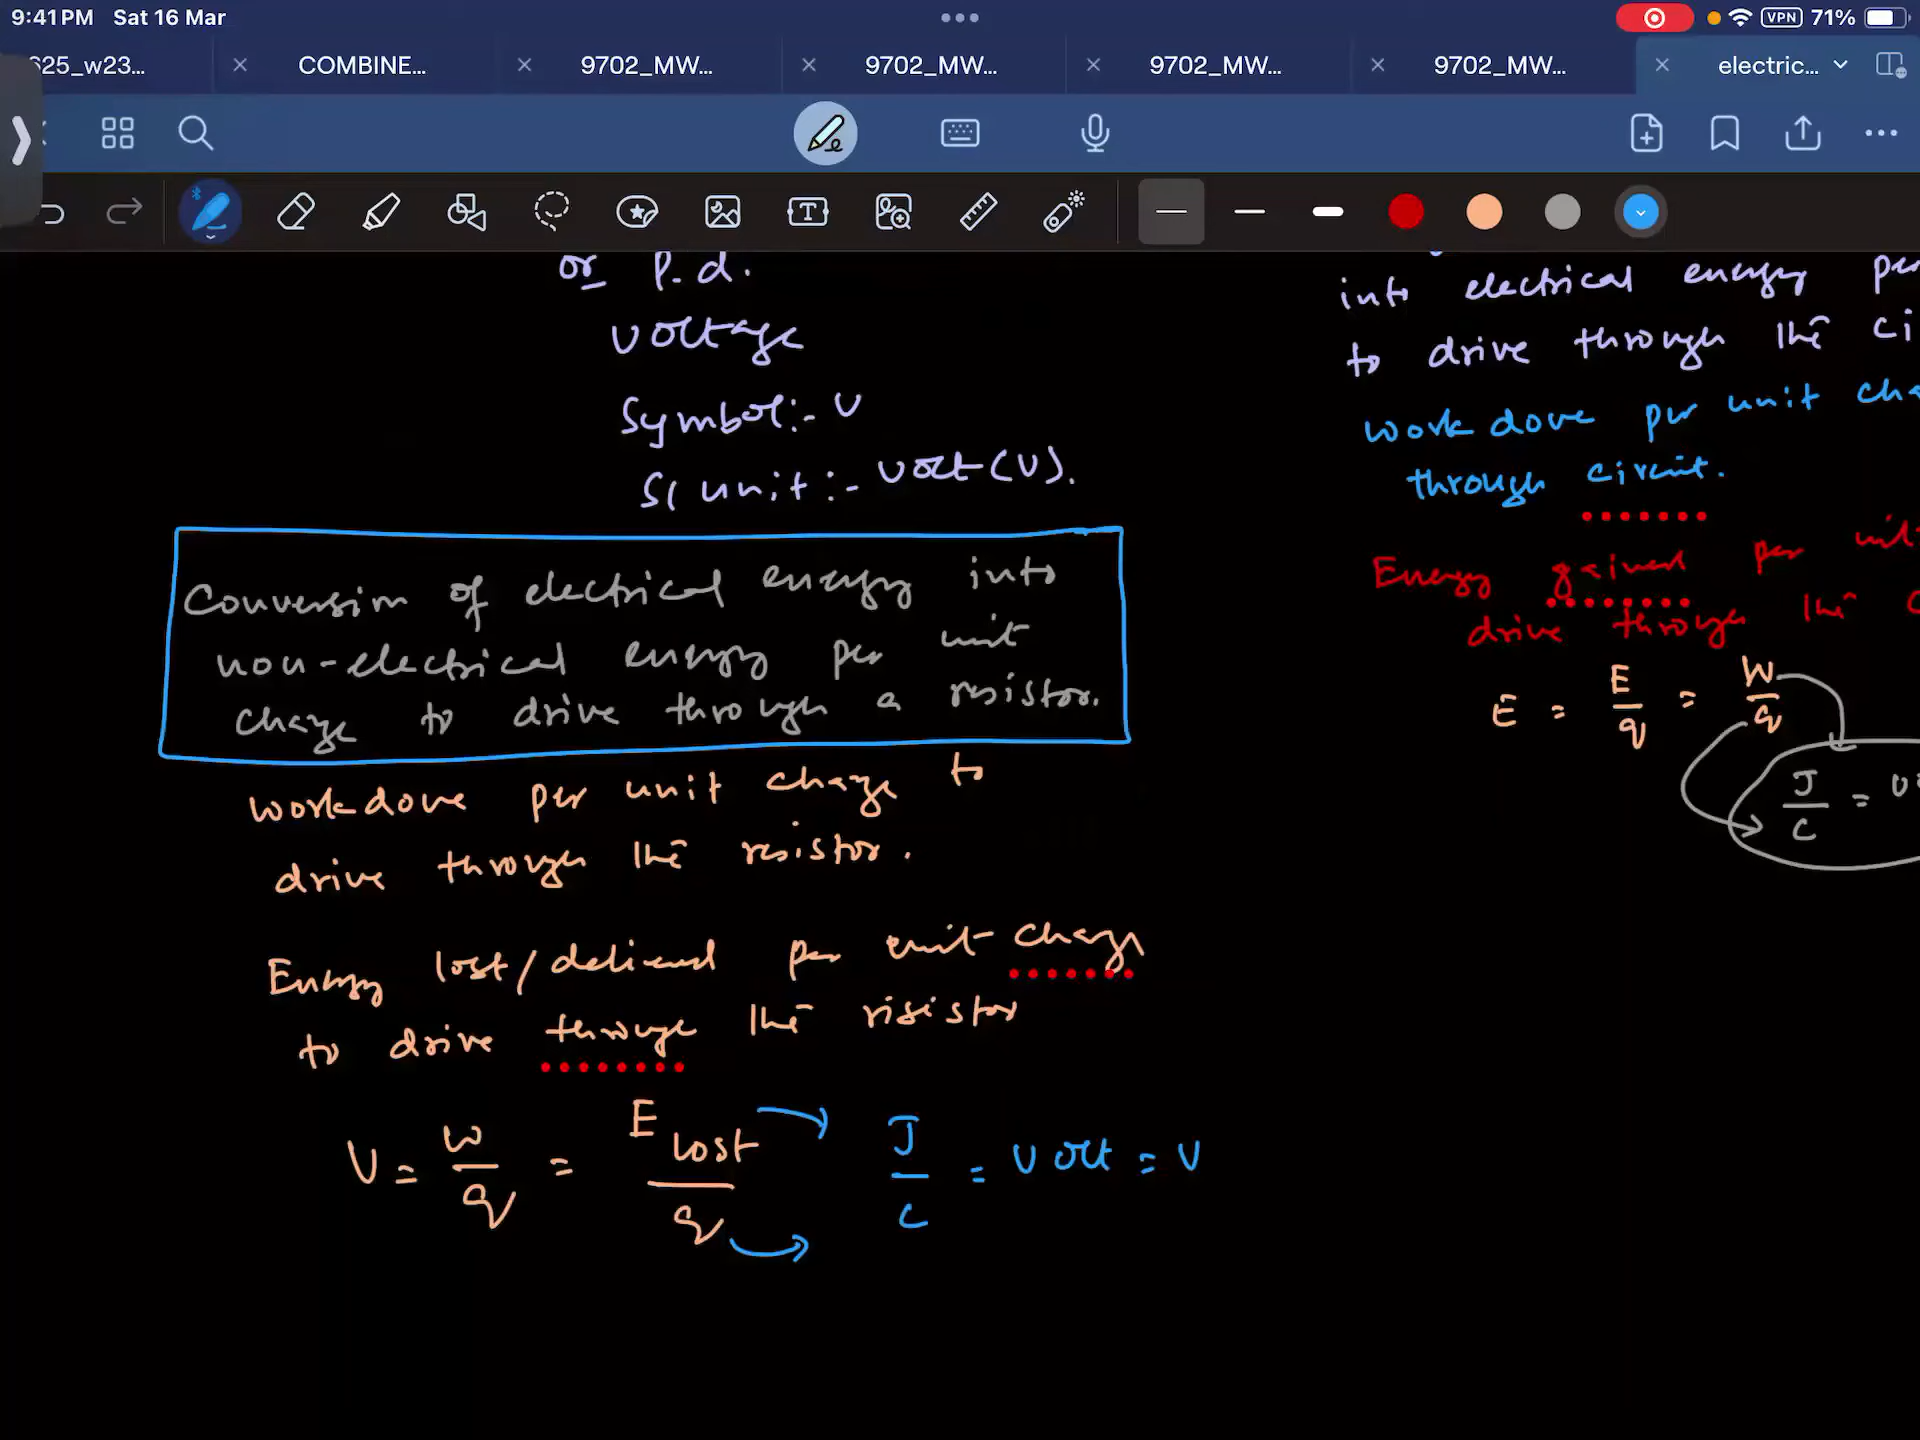 9:41 PM Sat 16 Mar
VPN 71%
625_w23...
COMBINE...
9702_MW...
9702_MW...
9702_MW...
9702_MW...
electric...
or P.d.
voltage
Symbol:- V
SI unit :- volt (V).
Conversion of electrical energy into
non-electrical energy per unit
charge to drive through a resistor.
work done per unit charge to
drive through the resistor.
Energy lost/delivered per unit charge
to drive through the risistor
V = W/q = E lost/q J/C = volt = V
into electrical energy per
to drive through the ci
work done per unit cha
through circuit.
Energy gained per unit
drive through the c
E = E/q = W/q
J/C = vo